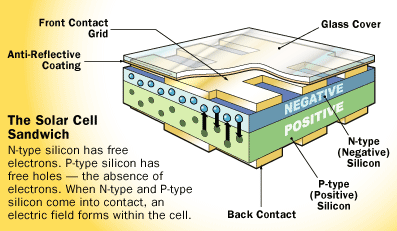 Front Contact
Grid
Glass Cover
Anti-Reflective
Coating
NEGATIVE
POSITIVE
The Solar Cell
Sandwich
N-type silicon has free
electrons. P-type silicon has
free holes — the absence of
electrons. When N-type and P-type
silicon come into contact, an
electric field forms within the cell.
N-type
(Negative)
Silicon
P-type
(Positive)
Silicon
Back Contact